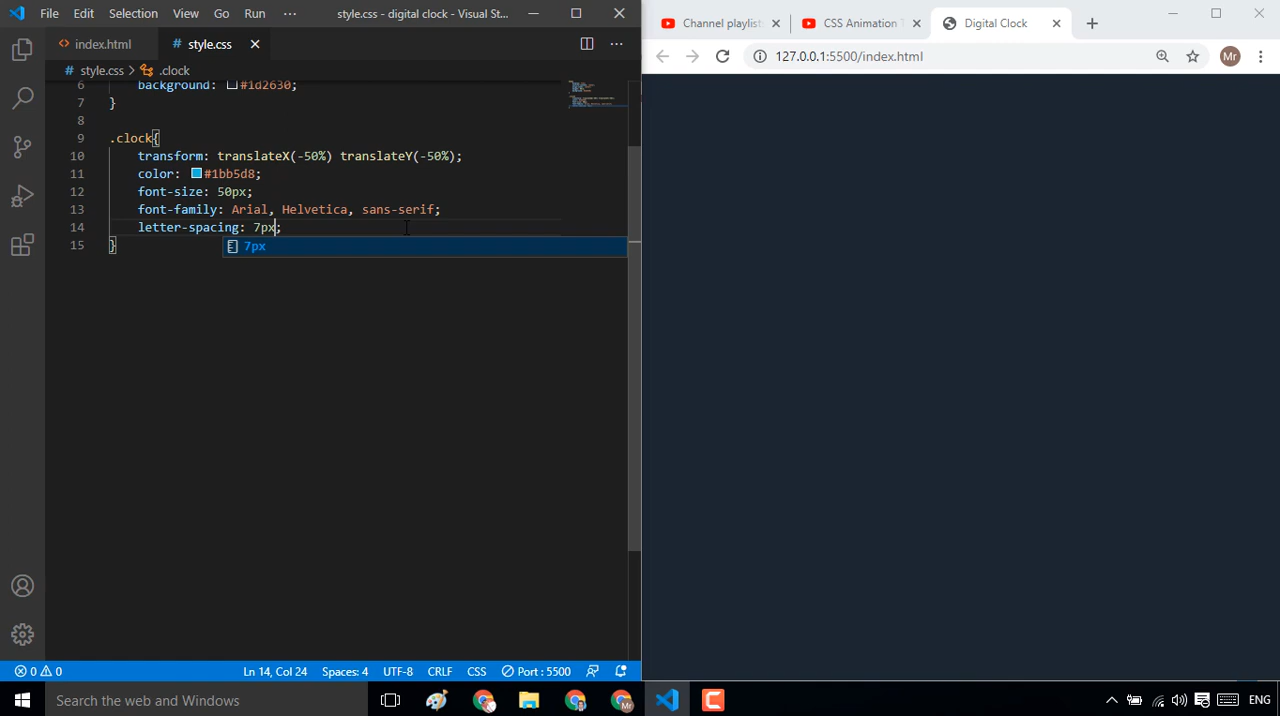 File Edit Selection View Go Run ··· style.css - digital clock - Visual St...
index.html style.css
style.css > .clock
6 background: #1d2630;
7 }
8
9 .clock{
10 transform: translateX(-50%) translateY(-50%);
11 color: #1bb5d8;
12 font-size: 50px;
13 font-family: Arial, Helvetica, sans-serif;
14 letter-spacing: 7px;
7px
15 }
0 0 Ln 14, Col 24 Spaces: 4 UTF-8 CRLF CSS Port : 5500
Channel playlist CSS Animation T Digital Clock
127.0.0.1:5500/index.html Mr
Search the web and Windows Mr ENG